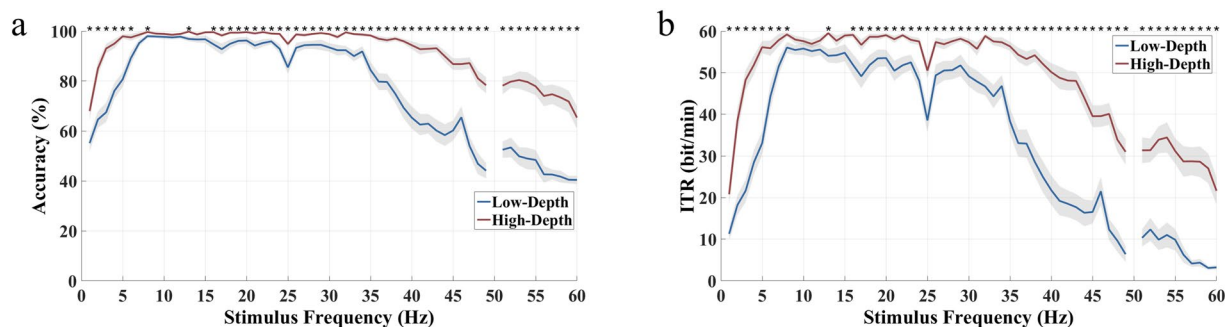 a
100
80
60
40
20
0
Accuracy (%)
Low-Depth
High-Depth
0 5 10 15 20 25 30 35 40 45 50 55 60
Stimulus Frequency (Hz)
b
60
50
40
30
20
10
0
ITR (bit/min)
Low-Depth
High-Depth
0 5 10 15 20 25 30 35 40 45 50 55 60
Stimulus Frequency (Hz)